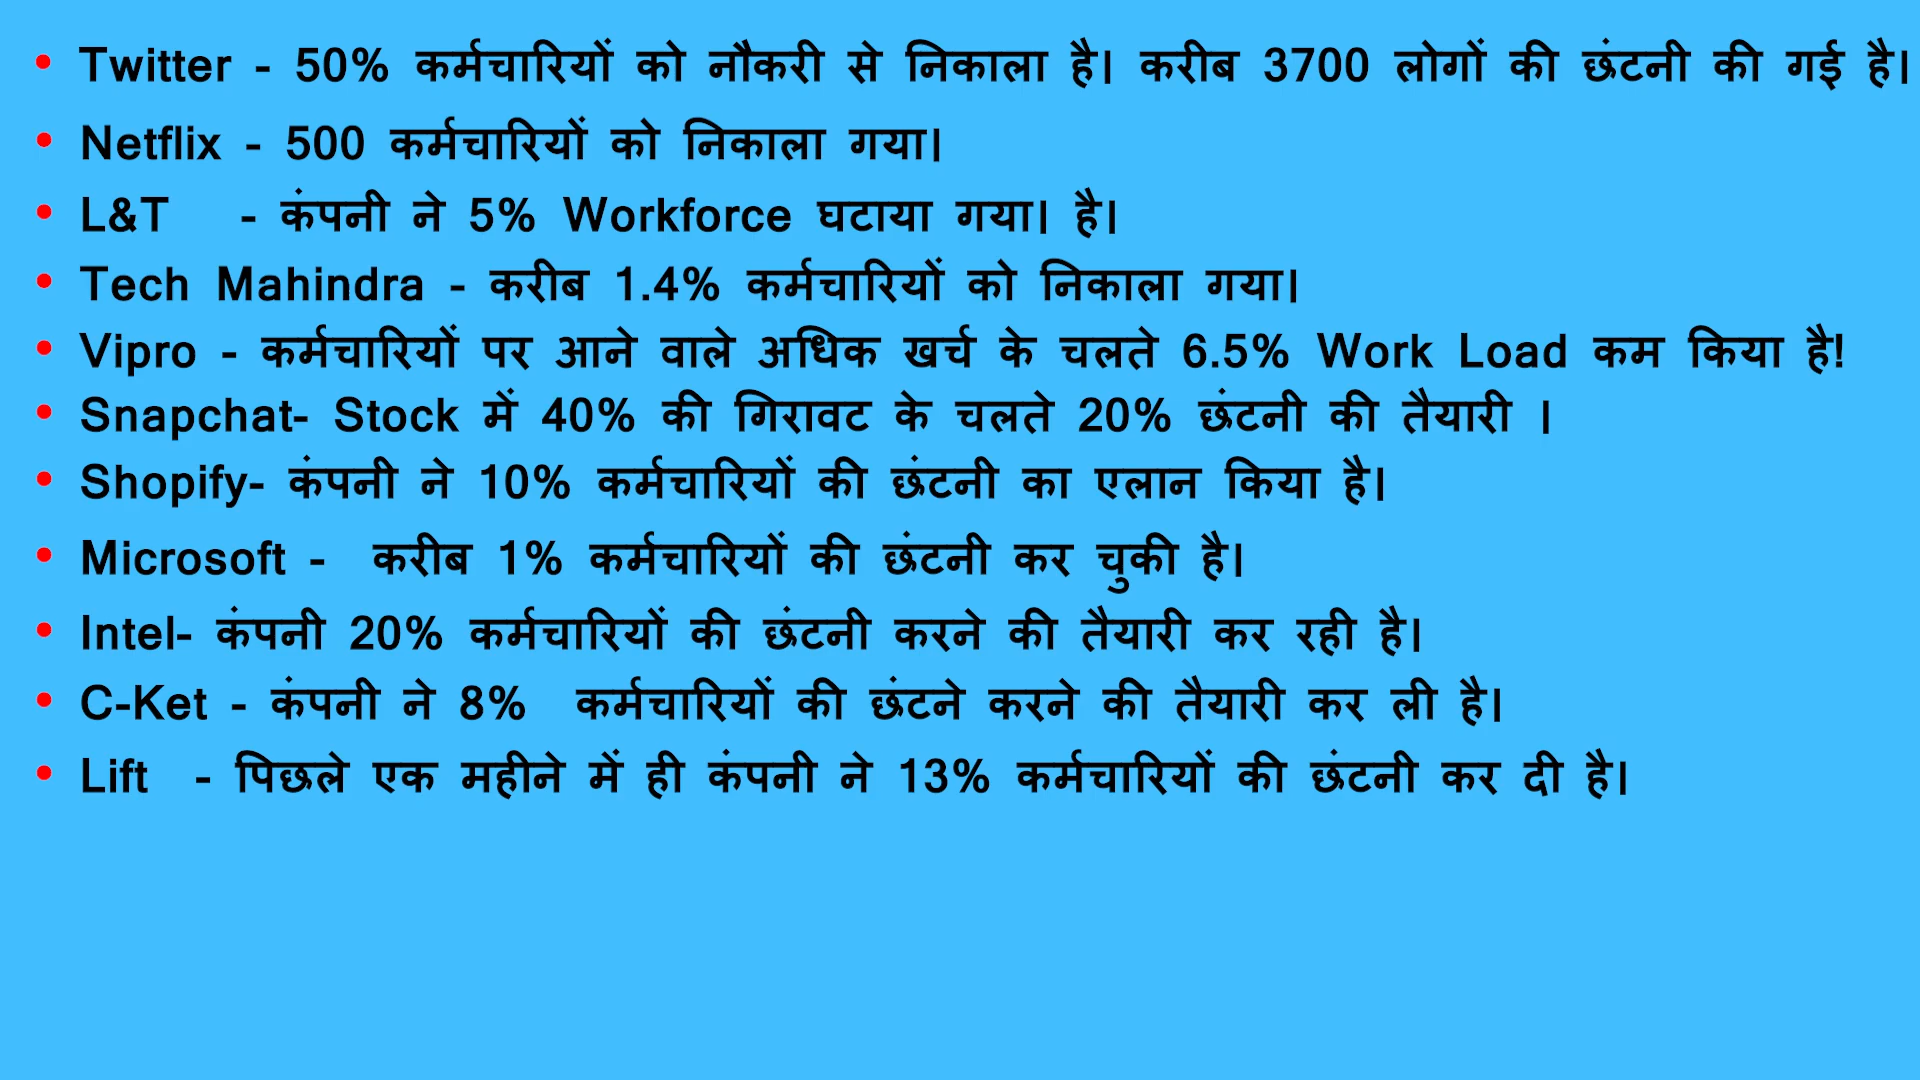 • Twitter - 50% कर्मचारियों को नौकरी से निकाला है। करीब 3700 लोगों की छंटनी की गई है।
• Netflix - 500 कर्मचारियों को निकाला गया।
• L&T - कंपनी ने 5% Workforce घटाया गया। है।
• Tech Mahindra - करीब 1.4% कर्मचारियों को निकाला गया।
• Vipro - कर्मचारियों पर आने वाले अधिक खर्च के चलते 6.5% Work Load कम किया है!
• Snapchat- Stock में 40% की गिरावट के चलते 20% छंटनी की तैयारी ।
• Shopify- कंपनी ने 10% कर्मचारियों की छंटनी का एलान किया है।
• Microsoft - करीब 1% कर्मचारियों की छंटनी कर चुकी है।
• Intel- कंपनी 20% कर्मचारियों की छंटनी करने की तैयारी कर रही है।
• C-Ket - कंपनी ने 8% कर्मचारियों की छंटने करने की तैयारी कर ली है।
• Lift - पिछले एक महीने में ही कंपनी ने 13% कर्मचारियों की छंटनी कर दी है।